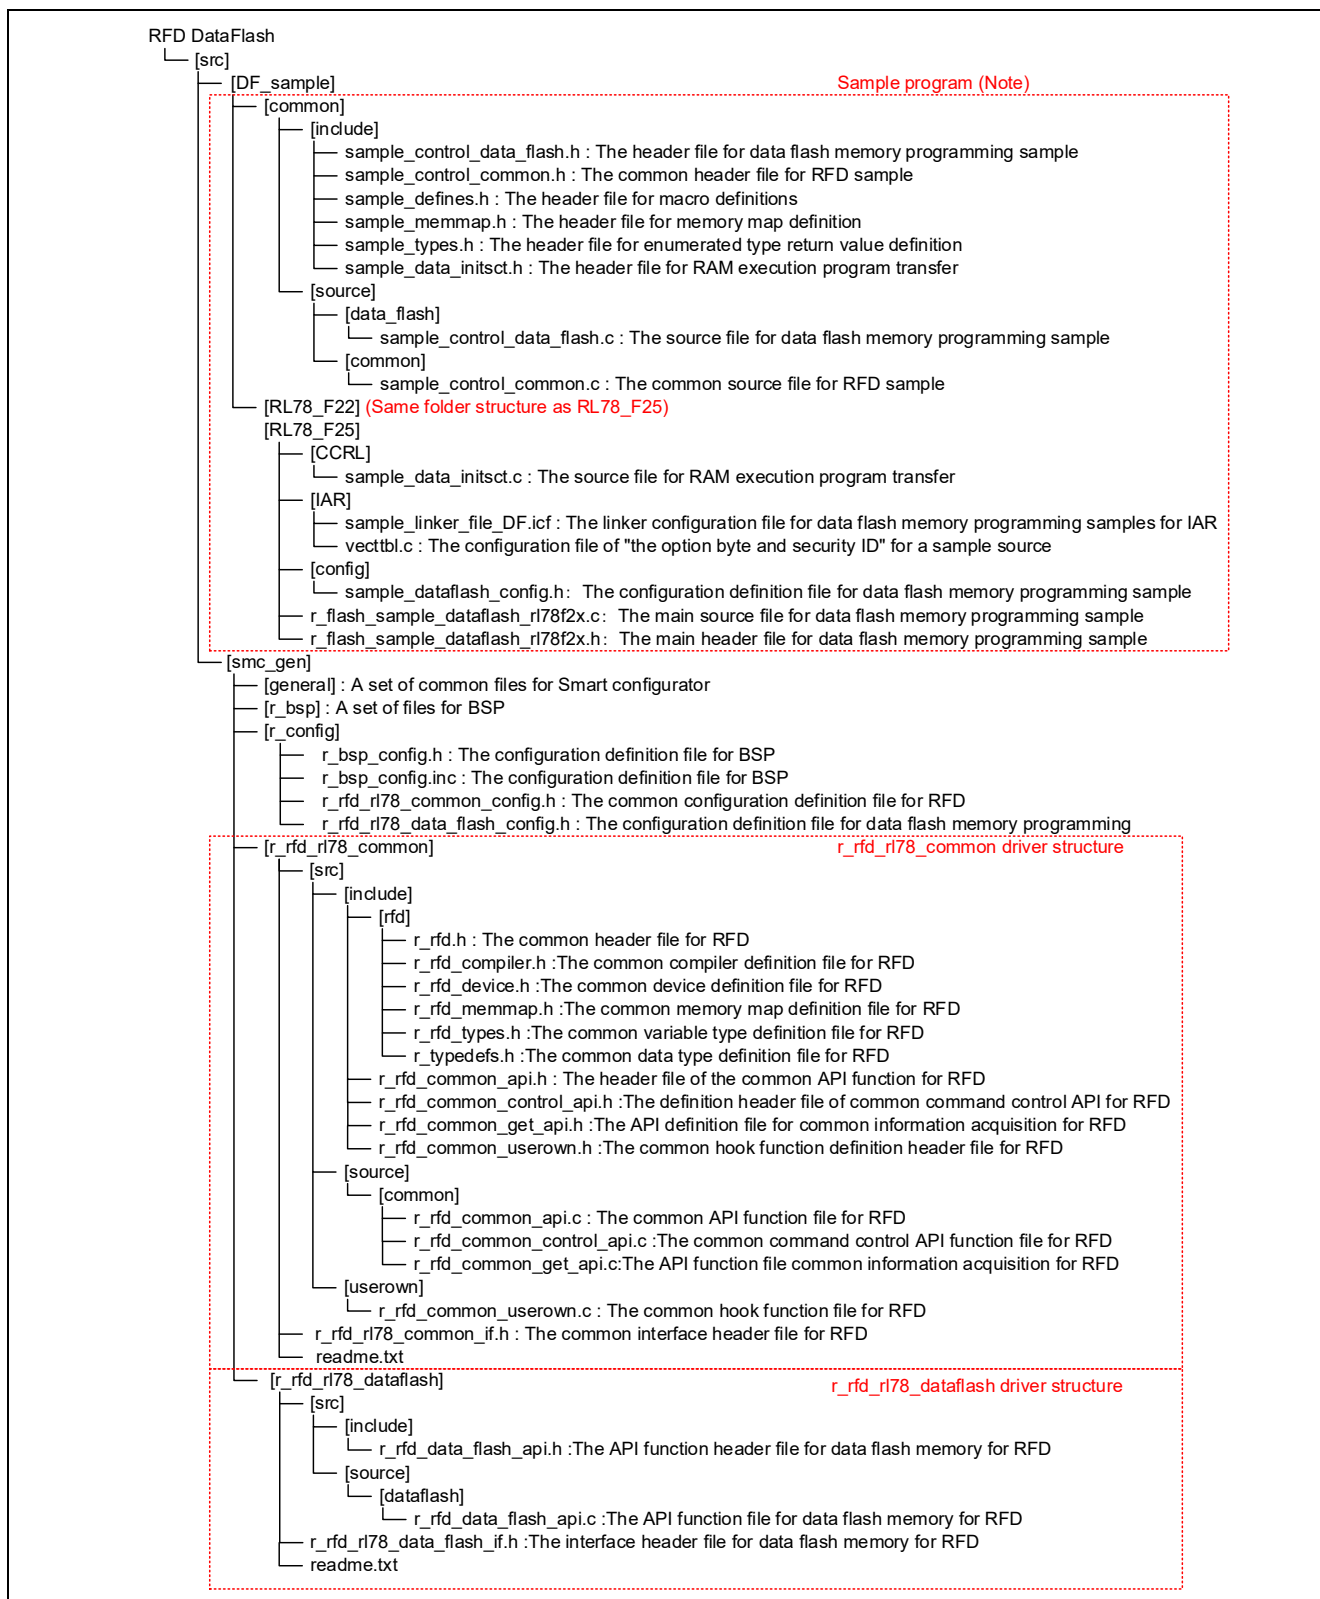 RFD DataFlash
[src]
[DF_sample]
Sample program (Note)
[common]
[include]
sample_control_data_flash.h : The header file for data flash memory programming sample
sample_control_common.h : The common header file for RFD sample
sample_defines.h : The header file for macro definitions
sample_memmap.h : The header file for memory map definition
sample_types.h : The header file for enumerated type return value definition
sample_data_initsct.h : The header file for RAM execution program transfer
[source]
[data_flash]
sample_control_data_flash.c : The source file for data flash memory programming sample
[common]
sample_control_common.c : The common source file for RFD sample
[RL78_F22] (Same folder structure as RL78_F25)
[RL78_F25]
[CCRL]
sample_data_initsct.c : The source file for RAM execution program transfer
[IAR]
sample_linker_file_DF.icf : The linker configuration file for data flash memory programming samples for IAR
vecttbl.c : The configuration file of "the option byte and security ID" for a sample source
[config]
sample_dataflash_config.h: The configuration definition file for data flash memory programming sample
r_flash_sample_dataflash_rl78f2x.c: The main source file for data flash memory programming sample
r_flash_sample_dataflash_rl78f2x.h: The main header file for data flash memory programming sample
[smc_gen]
[general] : A set of common files for Smart configurator
[r_bsp] : A set of files for BSP
[r_config]
r_bsp_config.h : The configuration definition file for BSP
r_bsp_config.inc : The configuration definition file for BSP
r_rfd_rl78_common_config.h : The common configuration definition file for RFD
r_rfd_rl78_data_flash_config.h : The configuration definition file for data flash memory programming
[r_rfd_rl78_common]
r_rfd_rl78_common driver structure
[src]
[include]
[rfd]
r_rfd.h : The common header file for RFD
r_rfd_compiler.h :The common compiler definition file for RFD
r_rfd_device.h :The common device definition file for RFD
r_rfd_memmap.h :The common memory map definition file for RFD
r_rfd_types.h :The common variable type definition file for RFD
r_typedefs.h :The common data type definition file for RFD
r_rfd_common_api.h : The header file of the common API function for RFD
r_rfd_common_control_api.h :The definition header file of common command control API for RFD
r_rfd_common_get_api.h :The API definition file for common information acquisition for RFD
r_rfd_common_userown.h :The common hook function definition header file for RFD
[source]
[common]
r_rfd_common_api.c : The common API function file for RFD
r_rfd_common_control_api.c :The common command control API function file for RFD
r_rfd_common_get_api.c:The API function file common information acquisition for RFD
[userown]
r_rfd_common_userown.c : The common hook function file for RFD
r_rfd_rl78_common_if.h : The common interface header file for RFD
readme.txt
[r_rfd_rl78_dataflash]
r_rfd_rl78_dataflash driver structure
[src]
[include]
r_rfd_data_flash_api.h :The API function header file for data flash memory for RFD
[source]
[dataflash]
r_rfd_data_flash_api.c :The API function file for data flash memory for RFD
r_rfd_rl78_data_flash_if.h :The interface header file for data flash memory for RFD
readme.txt